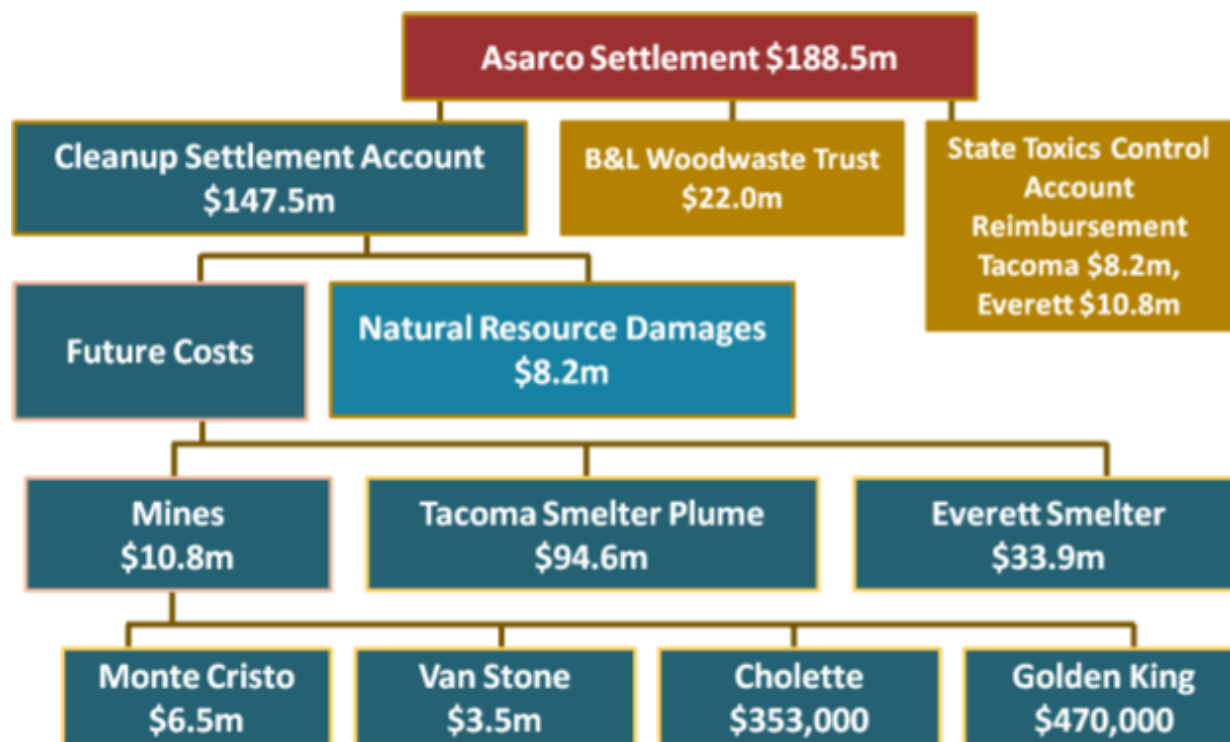 Asarco Settlement $188.5m
Cleanup Settlement Account
$147.5m
B&L Woodwaste Trust
$22.0m
State Toxics Control
Account
Reimbursement
Tacoma $8.2m,
Everett $10.8m
Future Costs
Natural Resource Damages
$8.2m
Mines
$10.8m
Tacoma Smelter Plume
$94.6m
Everett Smelter
$33.9m
Monte Cristo
$6.5m
Van Stone
$3.5m
Cholette
$353,000
Golden King
$470,000